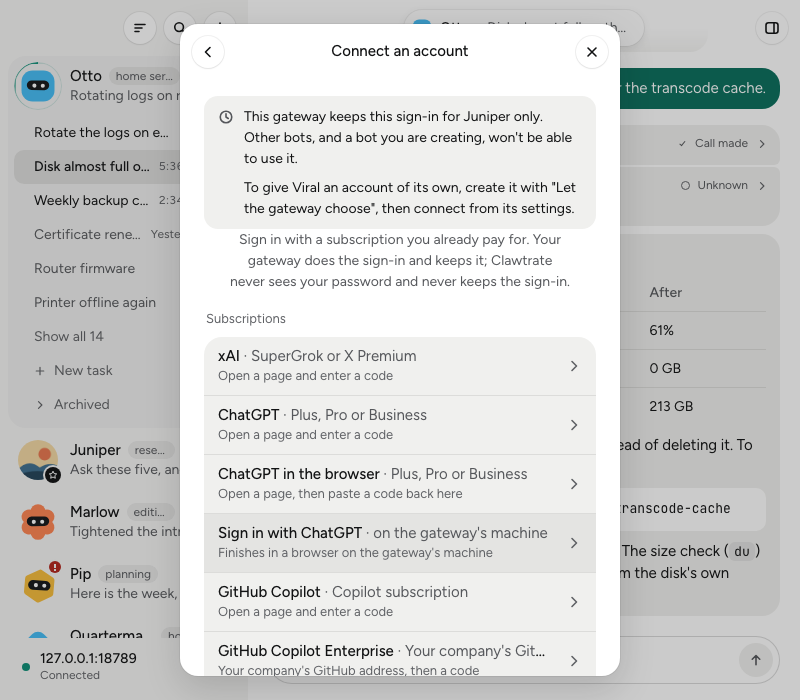 Connect an account
This gateway keeps this sign-in for Juniper only.
Other bots, and a bot you are creating, won't be able
to use it.
To give Viral an account of its own, create it with "Let
the gateway choose", then connect from its settings.
Sign in with a subscription you already pay for. Your
gateway does the sign-in and keeps it; Clawtrate
never sees your password and never keeps the sign-in.
Subscriptions
xAI · SuperGrok or X Premium
Open a page and enter a code
ChatGPT · Plus, Pro or Business
Open a page and enter a code
ChatGPT in the browser · Plus, Pro or Business
Open a page, then paste a code back here
Sign in with ChatGPT · on the gateway's machine
Finishes in a browser on the gateway's machine
GitHub Copilot · Copilot subscription
Open a page and enter a code
GitHub Copilot Enterprise · Your company's Git...
Your company's GitHub address, then a code
Otto home ser...
Rotating logs on
Rotate the logs on e...
Disk almost full o... 5:36
Weekly backup c... 2:34
Certificate rene... Yeste
Router firmware
Printer offline again
Show all 14
New task
Archived
Juniper rese...
Ask these five, an
Marlow editi...
Tightened the intr
Pip planning
Here is the week,
Quarterma
127.0.0.1:18789
Connected
the transcode cache.
Call made
Unknown
After
61%
0 GB
213 GB
ead of deleting it. To
transcode-cache
The size check ( du )
m the disk's own